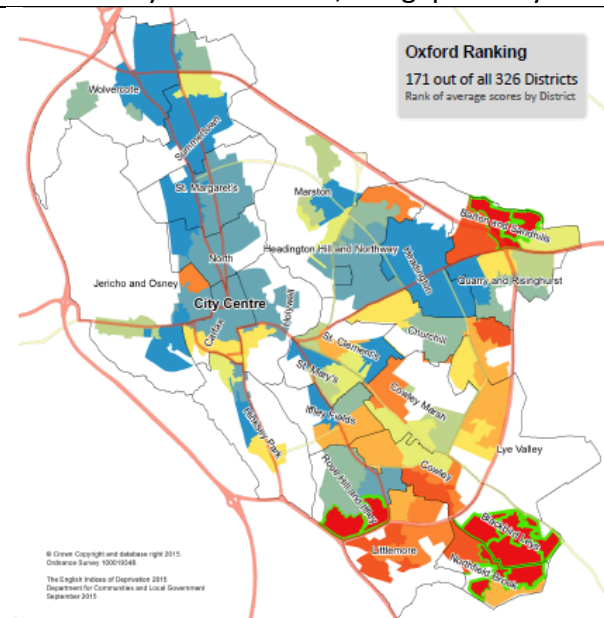 Oxford Ranking
171 out of all 326 Districts
Rank of average scores by District
Wolvercote
Summertown
St. Margaret's
Marston
Barton and Sandhills
North
Headington Hill and Northway
Headington
Jericho and Osney
Quarry and Risinghurst
City Centre
Holywell
Carfax
Churchill
St. Clement's
St. Mary's
Cowley Marsh
Iffley Fields
Hinksey Park
Lye Valley
Cowley
Rose Hill and Iffley
Blackbird Leys
Littlemore
Northfield Brook
© Crown Copyright and database right 2015.
Ordnance Survey 100019348.
The English Indices of Deprivation 2015
Department for Communities and Local Government
September 2015